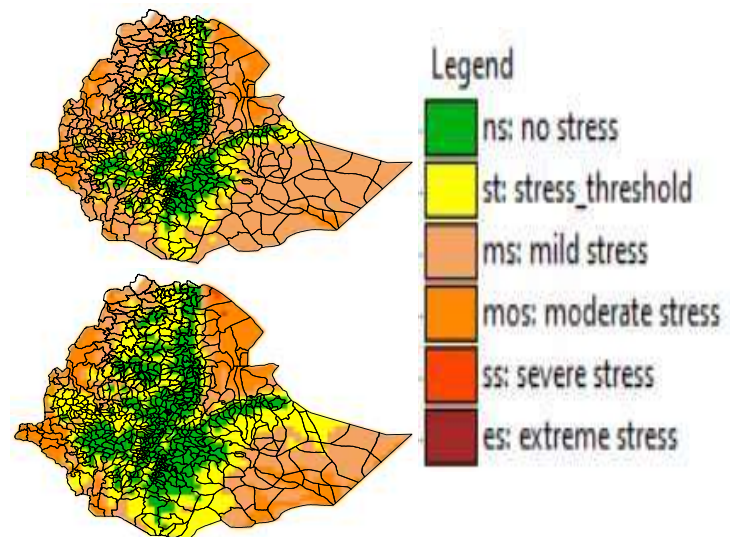 Legend
ns: no stress
st: stress_threshold
ms: mild stress
mos: moderate stress
ss: severe stress
es: extreme stress